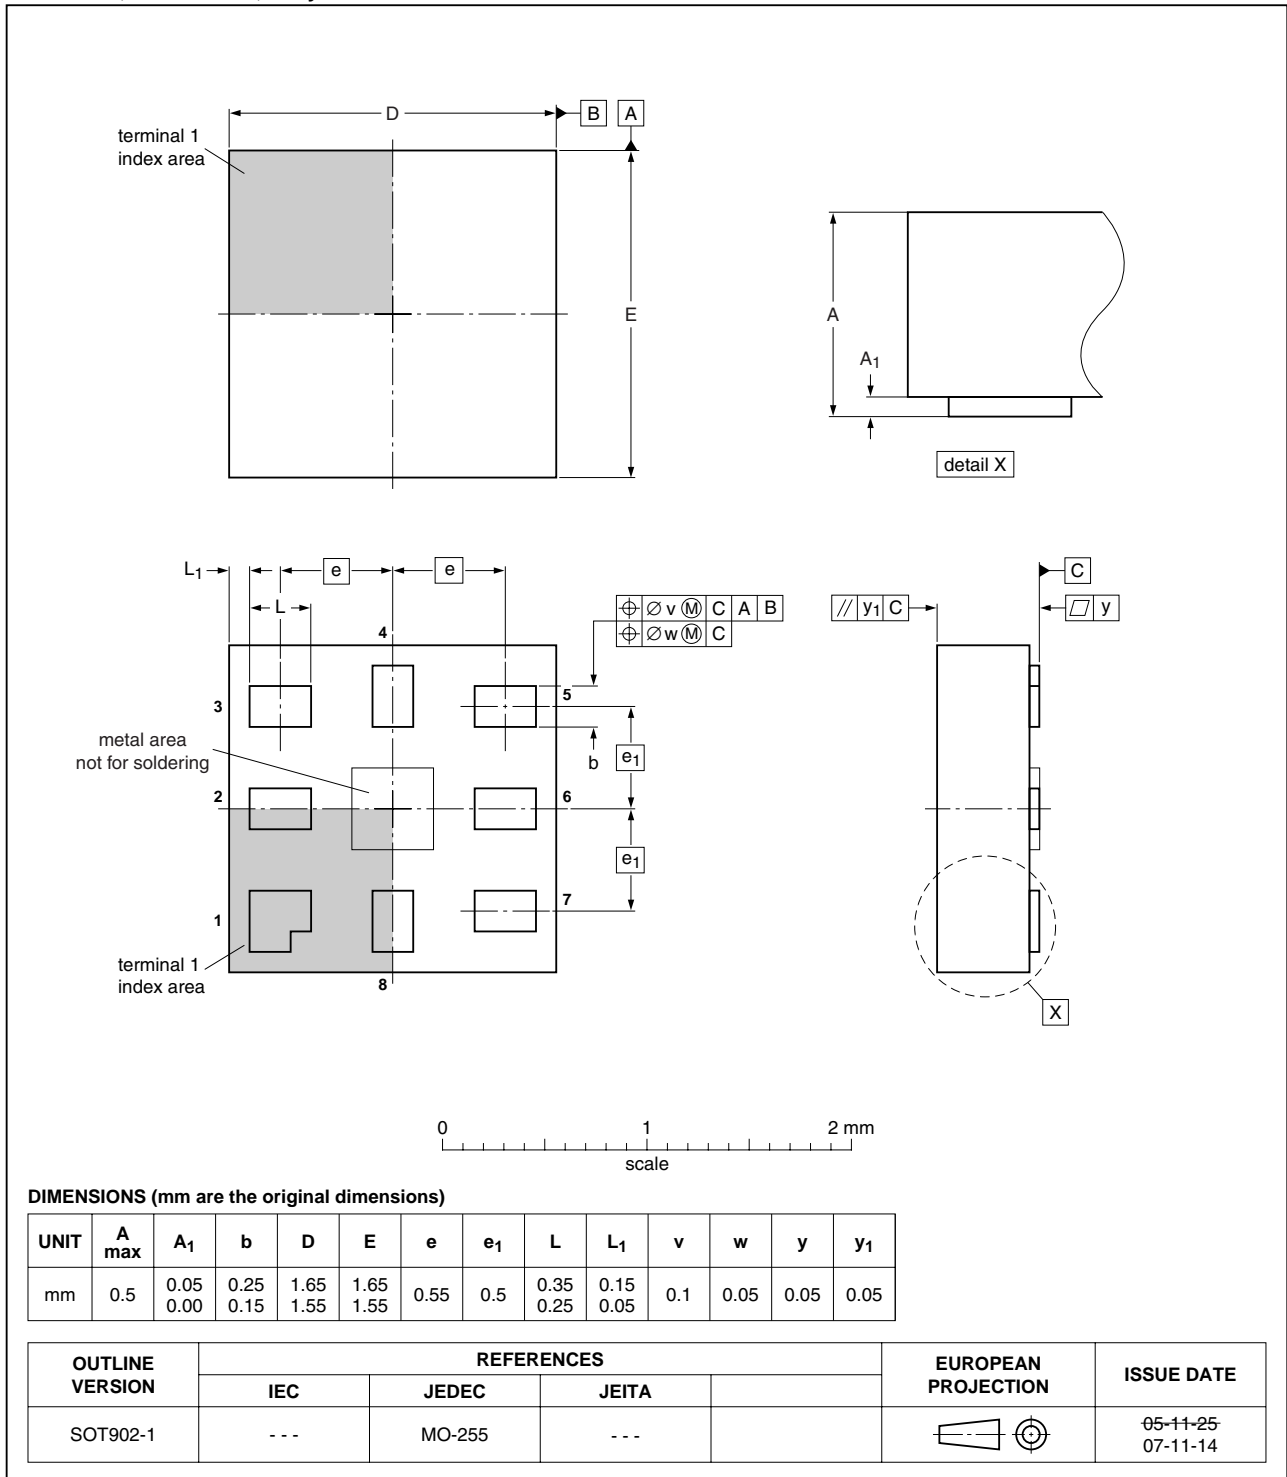 D
B
A
terminal 1
index area
E
A
A1
detail X
L1
e
e
L
C
⌀ v Ⓜ C A B
⌀ w Ⓜ C
// y1 C
y
4
3
5
b
e1
metal area
not for soldering
2
6
e1
1
7
terminal 1
index area
8
X
0 1 2 mm
scale
DIMENSIONS (mm are the original dimensions)
UNIT A max A1 b D E e e1 L L1 v w y y1
mm 0.5 0.05 0.00 0.25 0.15 1.65 1.55 1.65 1.55 0.55 0.5 0.35 0.25 0.15 0.05 0.1 0.05 0.05 0.05
OUTLINE VERSION REFERENCES EUROPEAN PROJECTION ISSUE DATE
IEC JEDEC JEITA
SOT902-1 - - - MO-255 - - - 05-11-25
07-11-14